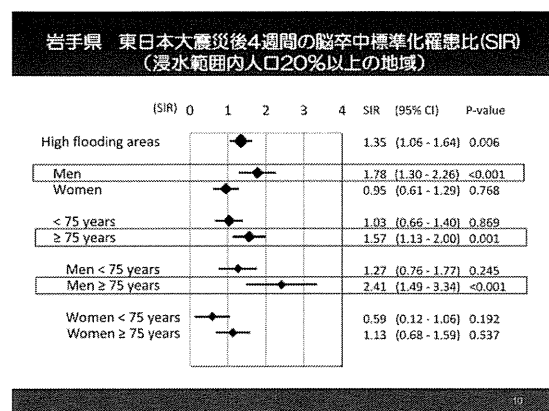 岩手県　東日本大震災後4週間の脳卒中標準化罹患比(SIR)
（浸水範囲内人口20%以上の地域）
(SIR) 0 1 2 3 4 SIR (95% CI) P-value
High flooding areas 1.35 (1.06 - 1.64) 0.006
Men 1.78 (1.30 - 2.26) <0.001
Women 0.95 (0.61 - 1.29) 0.768
< 75 years 1.03 (0.66 - 1.40) 0.869
≥ 75 years 1.57 (1.13 - 2.00) 0.001
Men < 75 years 1.27 (0.76 - 1.77) 0.245
Men ≥ 75 years 2.41 (1.49 - 3.34) <0.001
Women < 75 years 0.59 (0.12 - 1.06) 0.192
Women ≥ 75 years 1.13 (0.68 - 1.59) 0.537
10